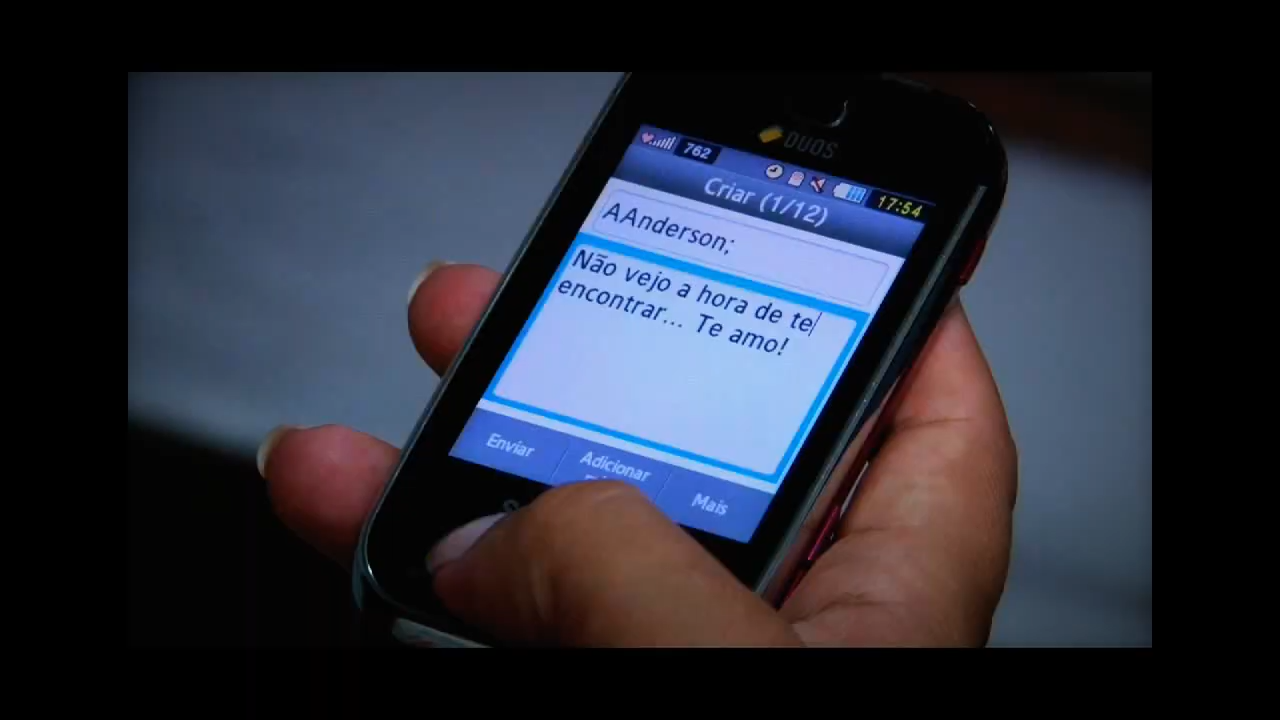 DUOS
762
17:54
Criar (1/12)
AAnderson;
Não vejo a hora de te
encontrar... Te amo!
Enviar
Adicionar
Mais